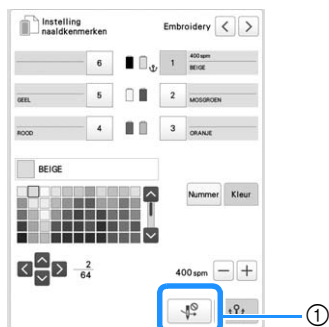 Instelling
naaldkenmerken
Embroidery
6
1
400 spm
BEIGE
GEEL
5
2
MOSGROEN
ROOD
4
3
ORANJE
BEIGE
Nummer
Kleur
2
64
400 spm
①